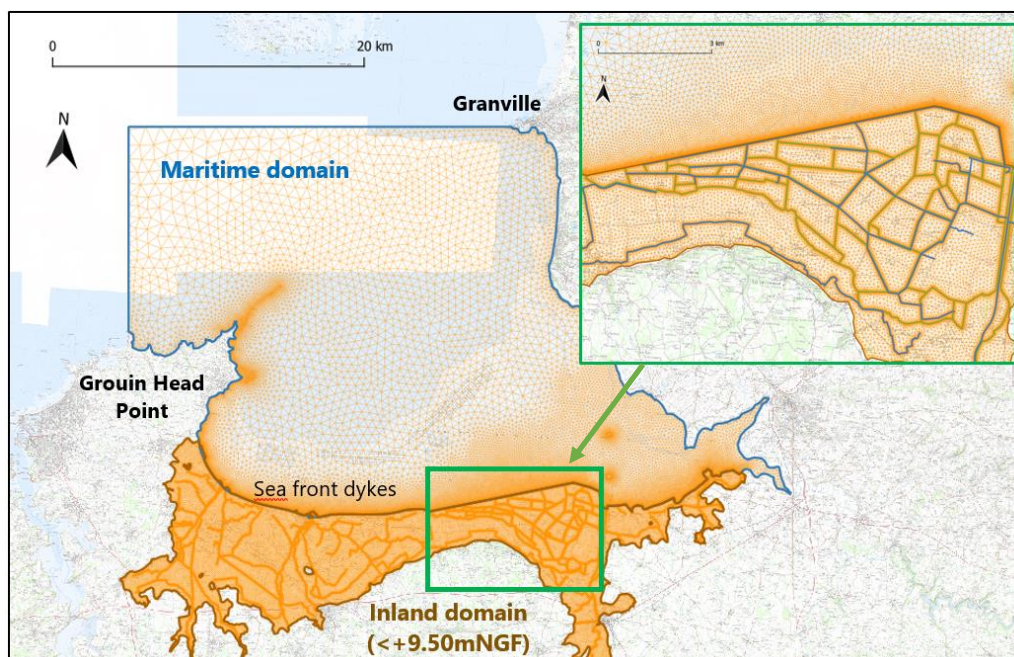 0
20 km
0
3 km
N
N
Granville
Maritime domain
Grouin Head
Point
Sea front dykes
Inland domain
(<+9.50mNGF)